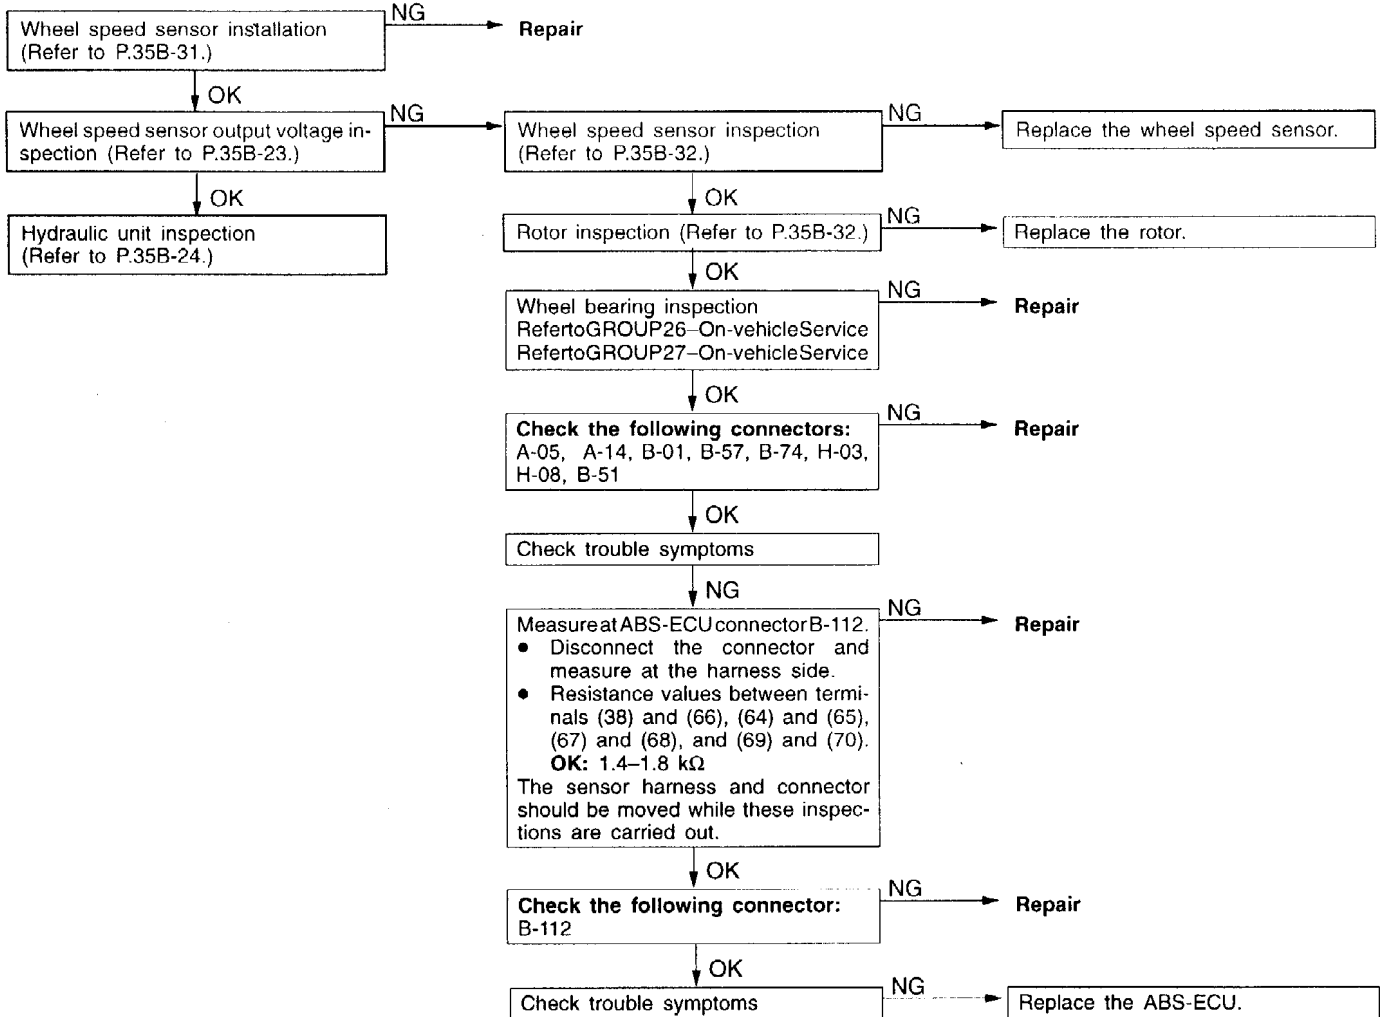 Wheel speed sensor installation
(Refer to P.35B-31.)
NG
Repair
OK
Wheel speed sensor output voltage in-
spection (Refer to P.35B-23.)
NG
Wheel speed sensor inspection
(Refer to P.35B-32.)
NG
Replace the wheel speed sensor.
OK
OK
Hydraulic unit inspection
(Refer to P.35B-24.)
Rotor inspection (Refer to P.35B-32.)
NG
Replace the rotor.
OK
Wheel bearing inspection
RefertoGROUP26–On-vehicleService
RefertoGROUP27–On-vehicleService
NG
Repair
OK
Check the following connectors:
A-05, A-14, B-01, B-57, B-74, H-03,
H-08, B-51
NG
Repair
OK
Check trouble symptoms
NG
MeasureatABS-ECUconnectorB-112.
● Disconnect the connector and
measure at the harness side.
● Resistance values between termi-
nals (38) and (66), (64) and (65),
(67) and (68), and (69) and (70).
OK: 1.4–1.8 kΩ
The sensor harness and connector
should be moved while these inspec-
tions are carried out.
NG
Repair
OK
Check the following connector:
B-112
NG
Repair
OK
Check trouble symptoms
NG
Replace the ABS-ECU.